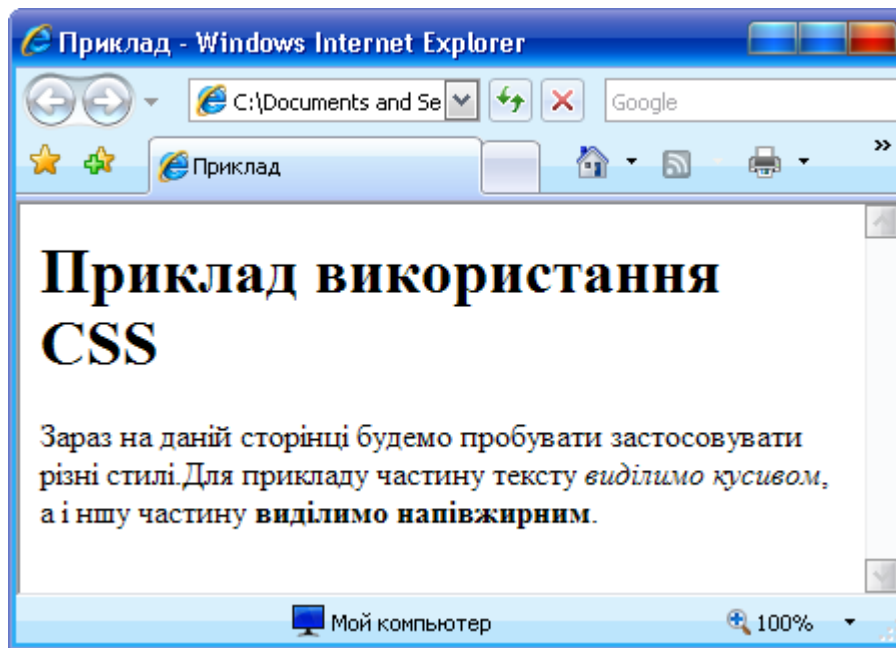 Приклад - Windows Internet Explorer
C:\Documents and Se
Google
Приклад
»
Приклад використання
CSS
Зараз на даній сторінці будемо пробувати застосовувати
різні стилі.Для прикладу частину тексту виділимо кусивом,
а і ншу частину виділимо напівжирним.
Мой компьютер
100%